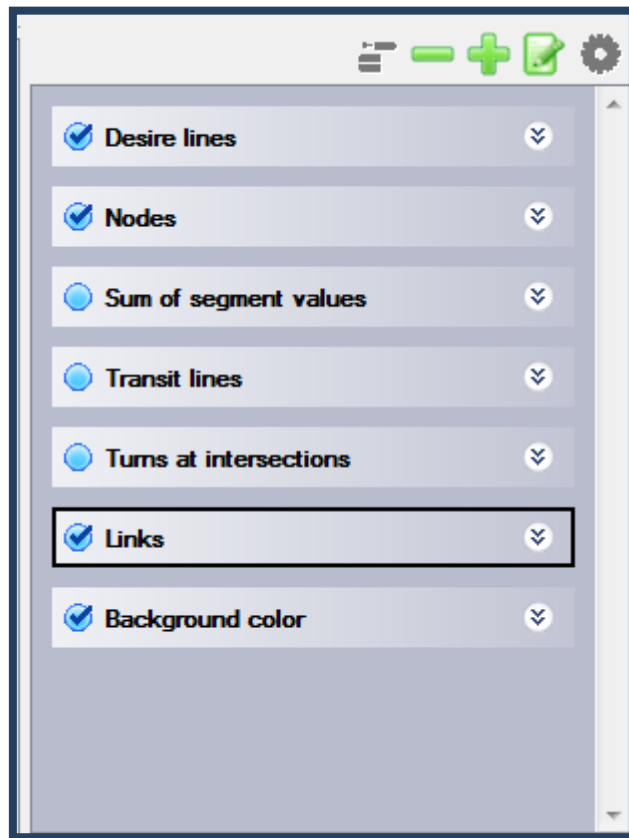 Desire lines
Nodes
Sum of segment values
Transit lines
Turns at intersections
Links
Background color